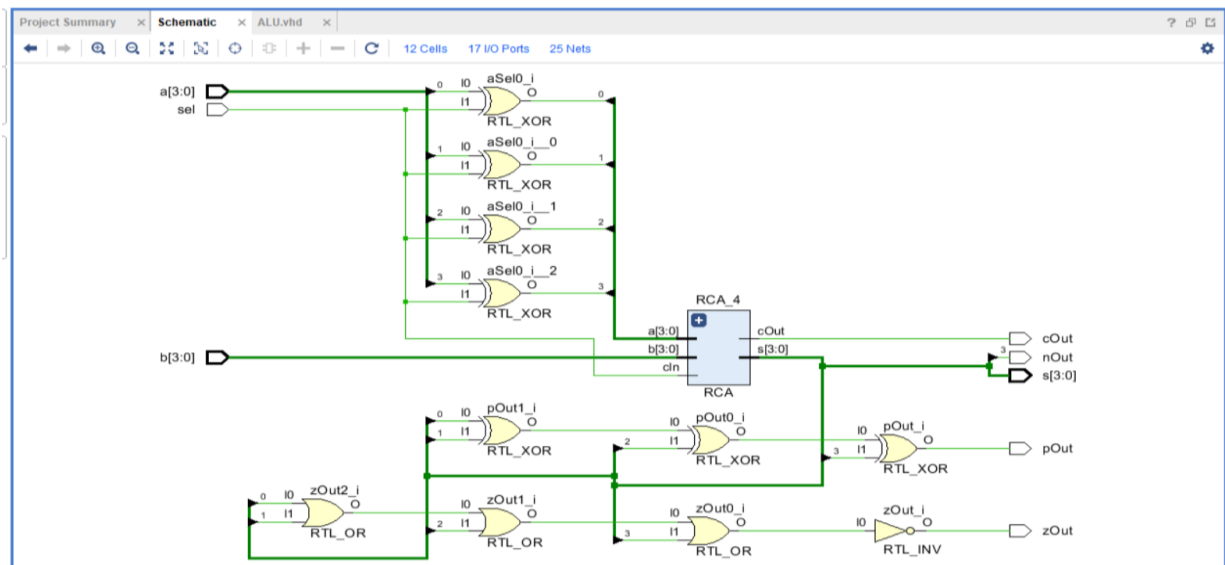 Project Summary × Schematic × ALU.vhd × ?
12 Cells 17 I/O Ports 25 Nets
a[3:0]
sel
0 I0 aSel0_i O 0
I1
RTL_XOR
1 I0 aSel0_i__0 O 1
I1
RTL_XOR
2 I0 aSel0_i__1 O 2
I1
RTL_XOR
3 I0 aSel0_i__2 O 3
I1
RTL_XOR
RCA_4
a[3:0] cOut cOut
b[3:0] b[3:0] s[3:0] 3 nOut
cIn s[3:0]
RCA
0 I0 pOut1_i O
1 I1
RTL_XOR
I0 pOut0_i O
2 I1
RTL_XOR
I0 pOut_i O pOut
3 I1
RTL_XOR
0 I0 zOut2_i O
1 I1
RTL_OR
I0 zOut1_i O
2 I1
RTL_OR
I0 zOut0_i O
3 I1
RTL_OR
I0 zOut_i O zOut
RTL_INV